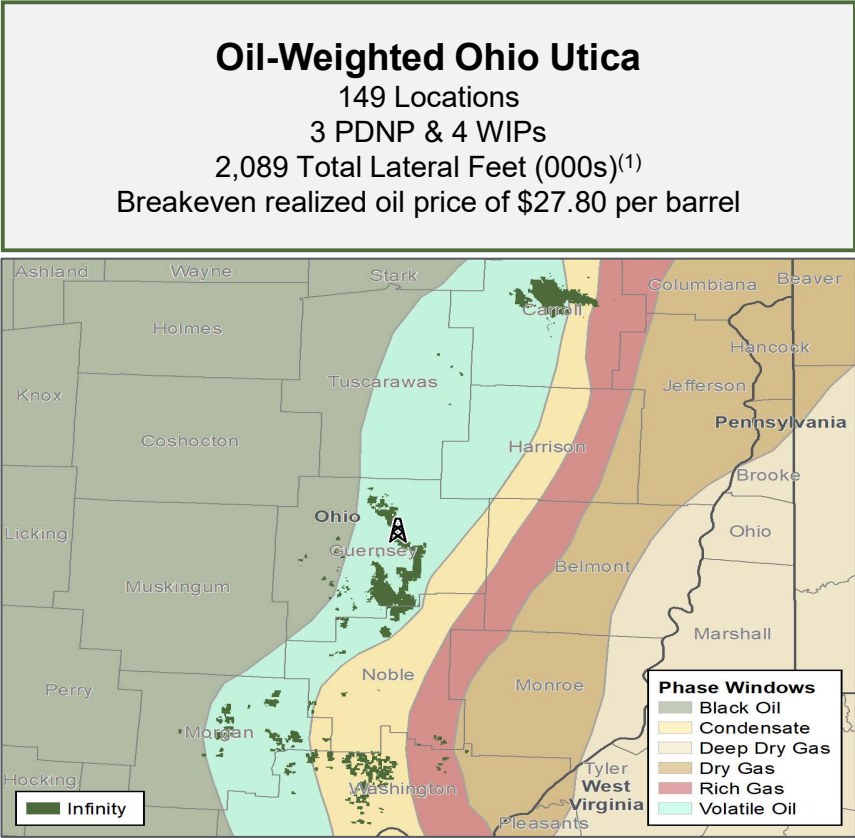 Oil-Weighted Ohio Utica
149 Locations
3 PDNP & 4 WIPs
2,089 Total Lateral Feet (000s)(1)
Breakeven realized oil price of $27.80 per barrel
Ashland
Wayne
Stark
Columbiana
Beaver
Carroll
Holmes
Hancock
Tuscarawas
Jefferson
Knox
Pennsylvania
Coshocton
Harrison
Brooke
Ohio
Licking
Ohio
Guernsey
Belmont
Muskingum
Marshall
Noble
Perry
Monroe
Morgan
Hocking
Washington
Tyler
West
Virginia
Pleasants
Infinity
Phase Windows
Black Oil
Condensate
Deep Dry Gas
Dry Gas
Rich Gas
Volatile Oil